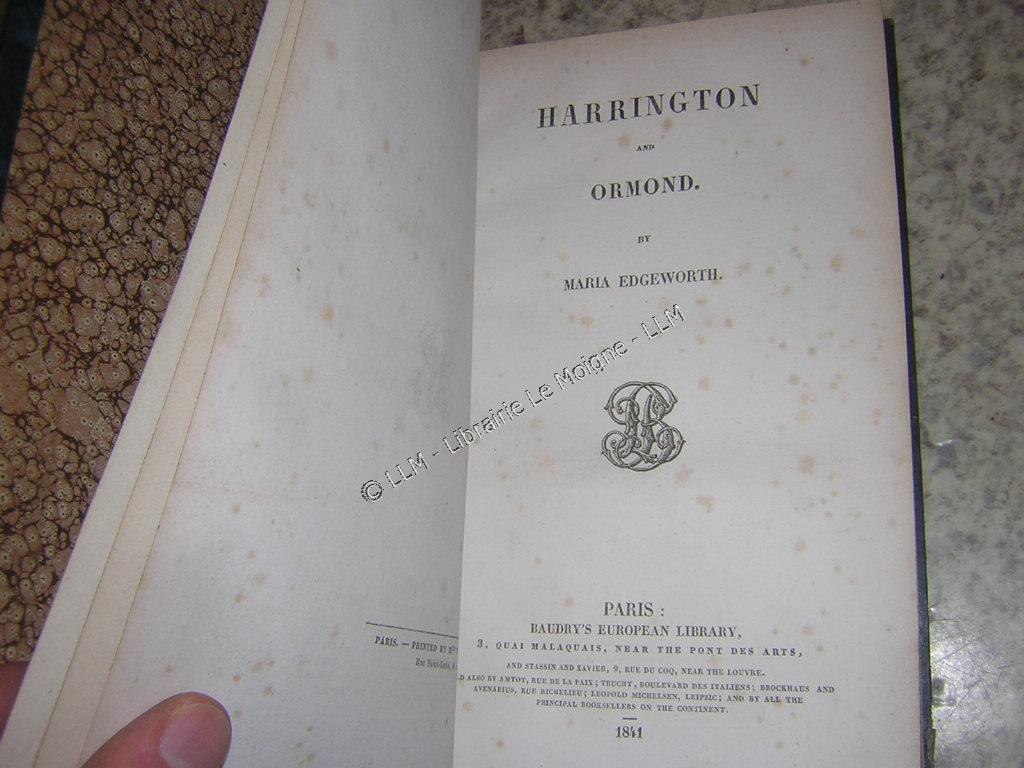 PARIS. — PRINTED BY
Rue Saint-Louis,
HARRINGTON
AND
ORMOND.
BY
MARIA EDGEWORTH.
© LLM - Librairie Le Moigne - LLM
PARIS :
BAUDRY'S EUROPEAN LIBRARY,
3, QUAI MALAQUAIS, NEAR THE PONT DES ARTS,
AND STASSIN AND XAVIER, 9, RUE DU COQ, NEAR THE LOUVRE.
ALSO BY AMYOT, RUE DE LA PAIX; TRUCHY, BOULEVARD DES ITALIENS; BROCKHAUS AND
AVENARIUS, RUE RICHELIEU; LEOPOLD MICHELSEN, LEIPZIG; AND BY ALL THE
PRINCIPAL BOOKSELLERS ON THE CONTINENT.
1841